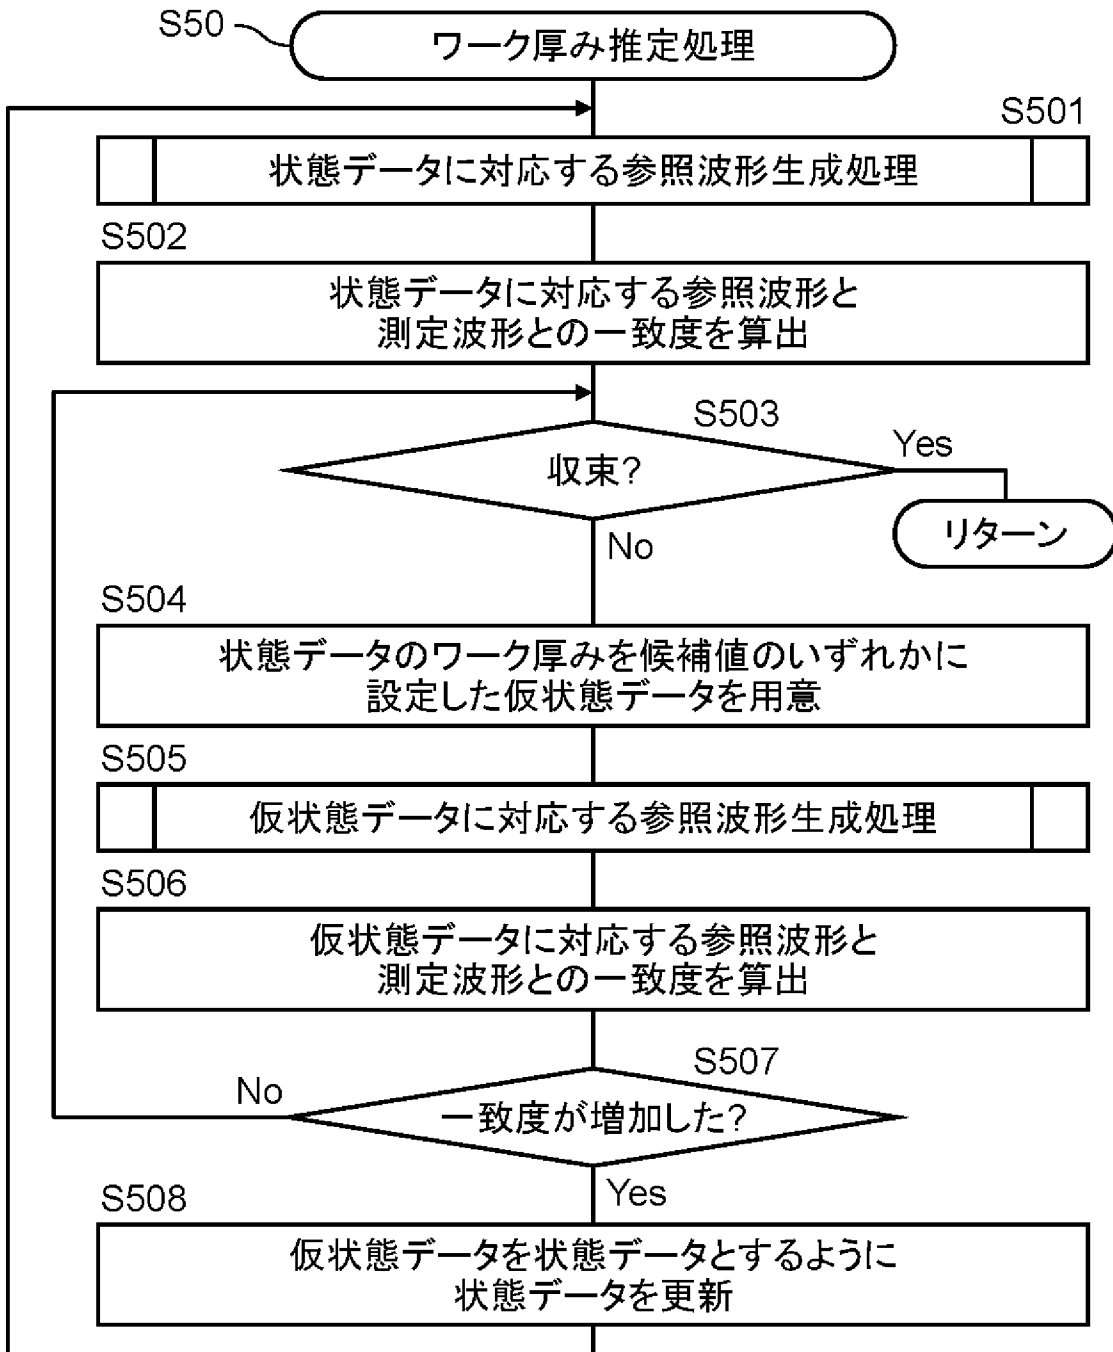 S50
ワーク厚み推定処理
S501
状態データに対応する参照波形生成処理
S502
状態データに対応する参照波形と
測定波形との一致度を算出
S503
収束?
Yes
リターン
No
S504
状態データのワーク厚みを候補値のいずれかに
設定した仮状態データを用意
S505
仮状態データに対応する参照波形生成処理
S506
仮状態データに対応する参照波形と
測定波形との一致度を算出
S507
No
一致度が増加した?
Yes
S508
仮状態データを状態データとするように
状態データを更新